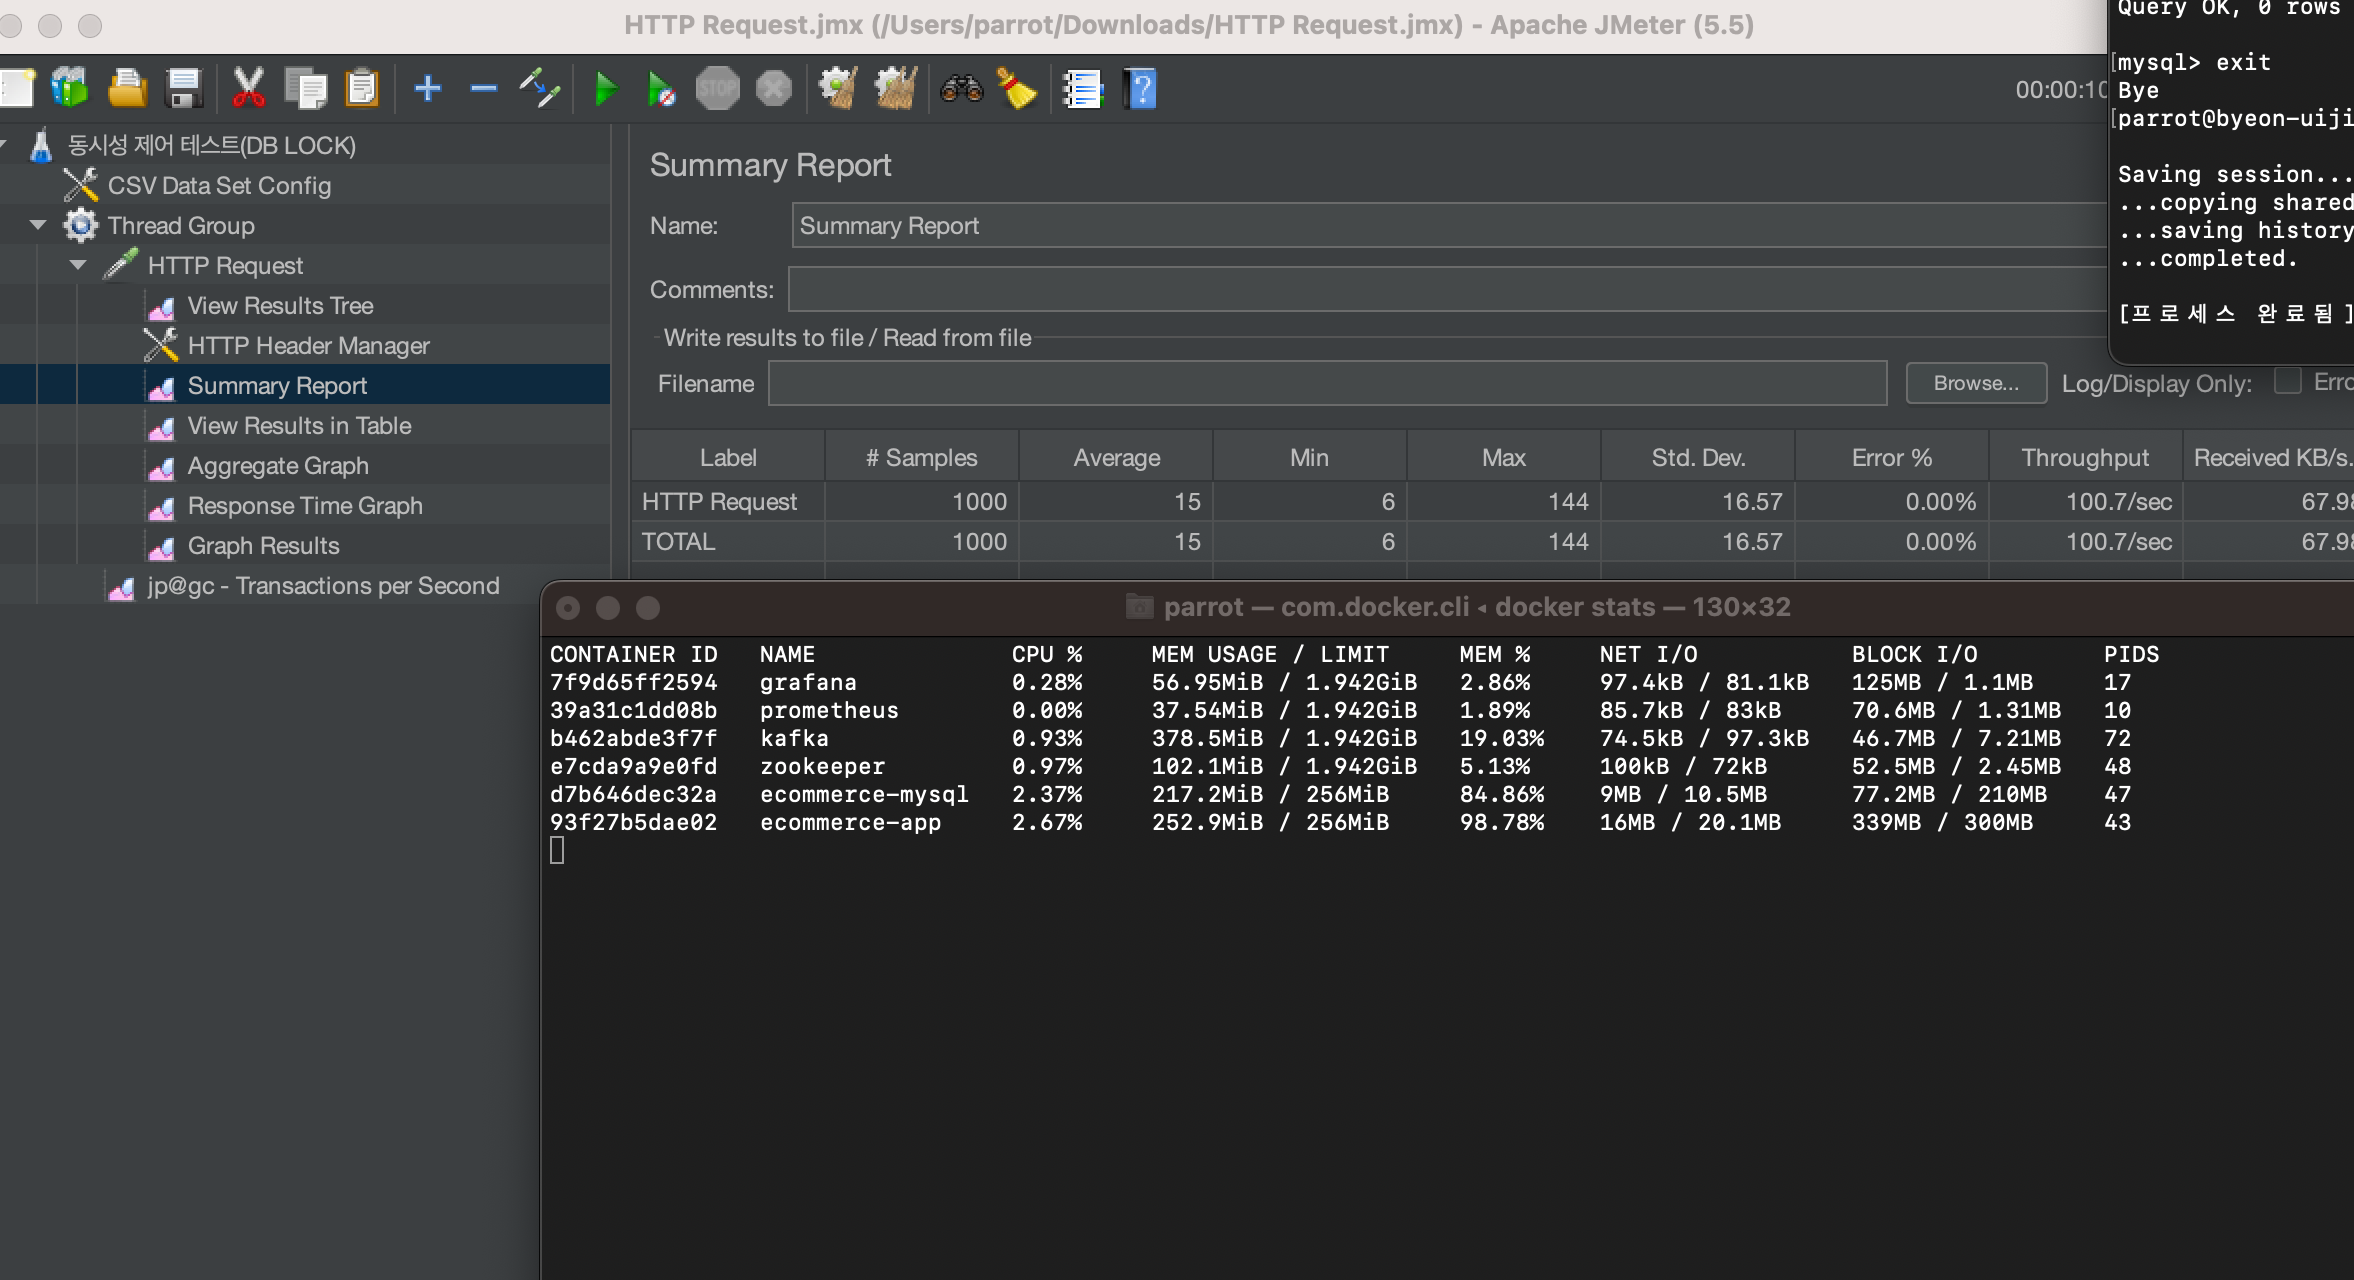 HTTP Request.jmx (/Users/parrot/Downloads/HTTP Request.jmx) - Apache JMeter (5.5)
STOP
00:00:10
동시성 제어 테스트(DB LOCK)
CSV Data Set Config
Thread Group
HTTP Request
View Results Tree
HTTP Header Manager
Summary Report
View Results in Table
Aggregate Graph
Response Time Graph
Graph Results
jp@gc - Transactions per Second
Summary Report
Name: Summary Report
Comments:
Write results to file / Read from file
Filename Browse... Log/Display Only: Erro
Label # Samples Average Min Max Std. Dev. Error % Throughput Received KB/s.
HTTP Request 1000 15 6 144 16.57 0.00% 100.7/sec 67.98
TOTAL 1000 15 6 144 16.57 0.00% 100.7/sec 67.98
Query OK, 0 rows
[mysql> exit
Bye
[parrot@byeon-uiji
Saving session...
...copying shared
...saving history
...completed.
[프로세스 완료됨]
parrot — com.docker.cli ◂ docker stats — 130×32
CONTAINER ID NAME CPU % MEM USAGE / LIMIT MEM % NET I/O BLOCK I/O PIDS
7f9d65ff2594 grafana 0.28% 56.95MiB / 1.942GiB 2.86% 97.4kB / 81.1kB 125MB / 1.1MB 17
39a31c1dd08b prometheus 0.00% 37.54MiB / 1.942GiB 1.89% 85.7kB / 83kB 70.6MB / 1.31MB 10
b462abde3f7f kafka 0.93% 378.5MiB / 1.942GiB 19.03% 74.5kB / 97.3kB 46.7MB / 7.21MB 72
e7cda9a9e0fd zookeeper 0.97% 102.1MiB / 1.942GiB 5.13% 100kB / 72kB 52.5MB / 2.45MB 48
d7b646dec32a ecommerce-mysql 2.37% 217.2MiB / 256MiB 84.86% 9MB / 10.5MB 77.2MB / 210MB 47
93f27b5dae02 ecommerce-app 2.67% 252.9MiB / 256MiB 98.78% 16MB / 20.1MB 339MB / 300MB 43